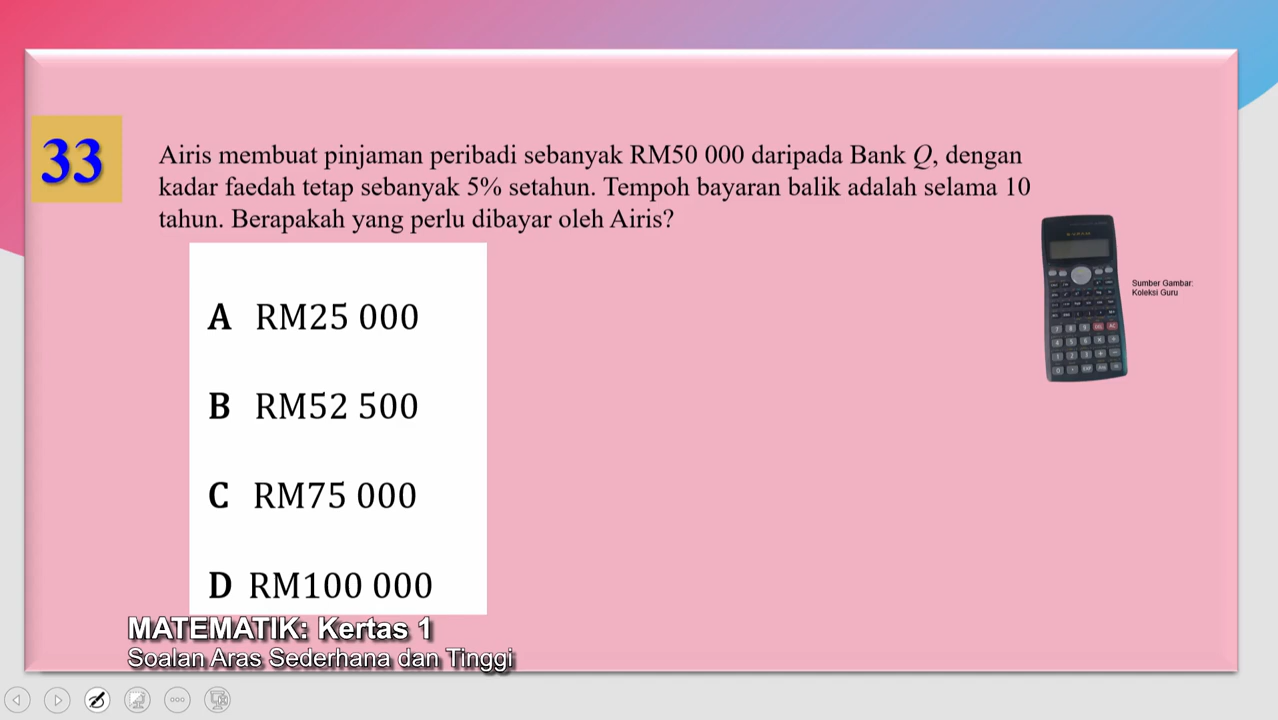 33
Airis membuat pinjaman peribadi sebanyak RM50 000 daripada Bank Q, dengan
kadar faedah tetap sebanyak 5% setahun. Tempoh bayaran balik adalah selama 10
tahun. Berapakah yang perlu dibayar oleh Airis?
A RM25 000
B RM52 500
C RM75 000
D RM100 000
Sumber Gambar:
Koleksi Guru
MATEMATIK: Kertas 1
Soalan Aras Sederhana dan Tinggi